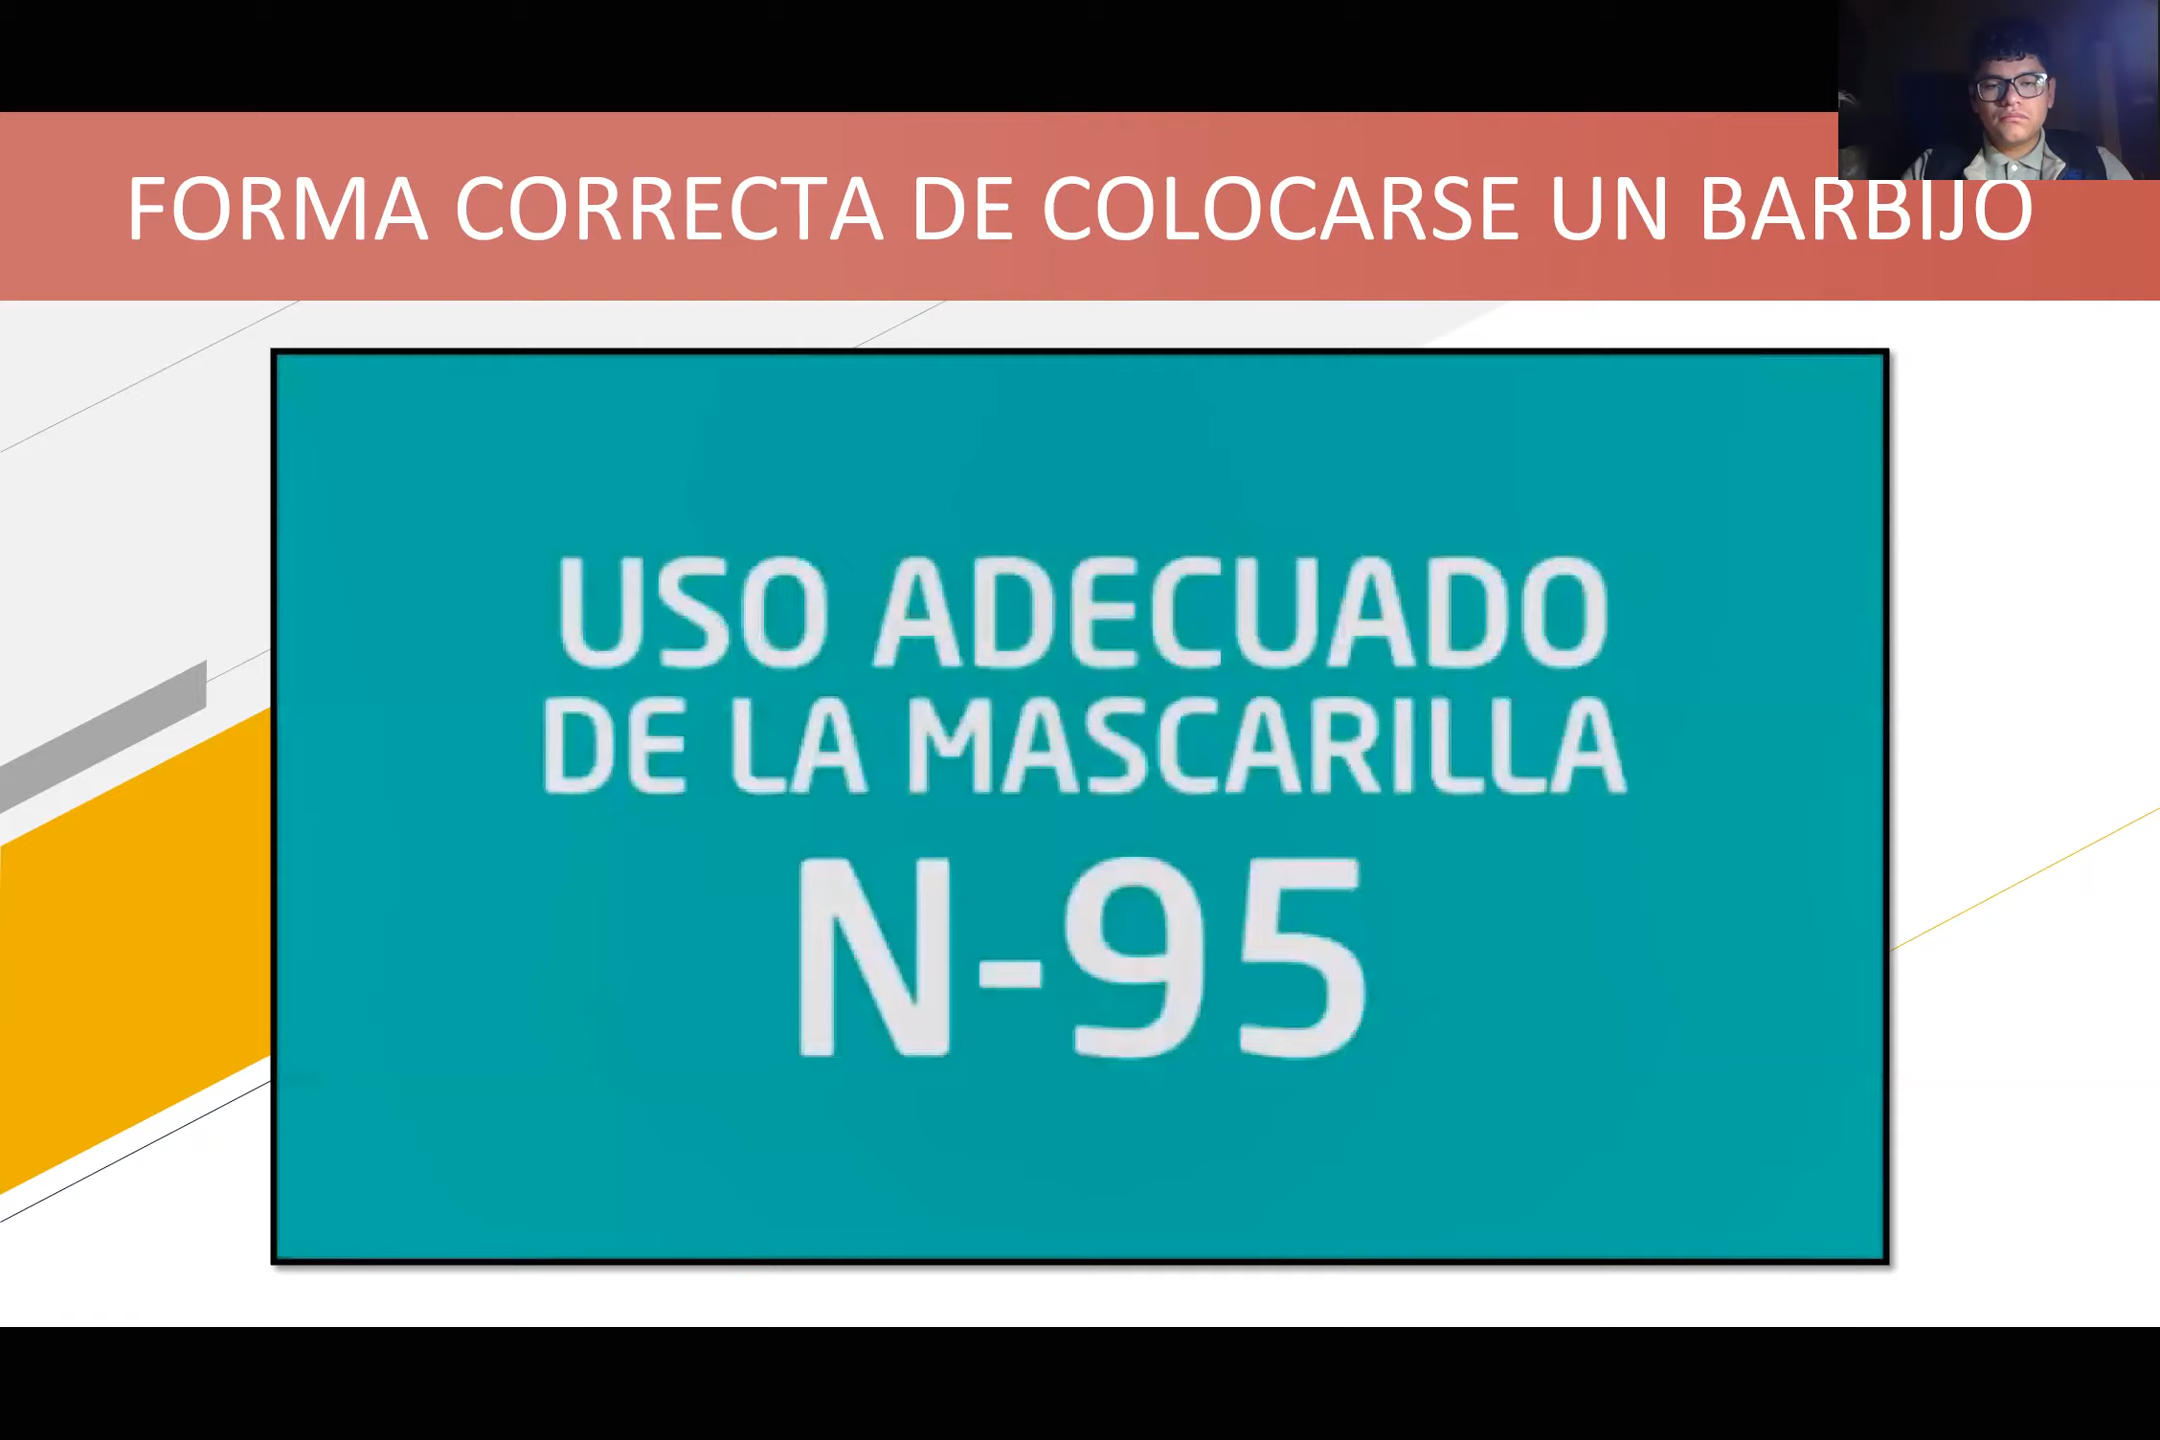 FORMA CORRECTA DE COLOCARSE UN BARBIJO
USO ADECUADO
DE LA MASCARILLA
N-95